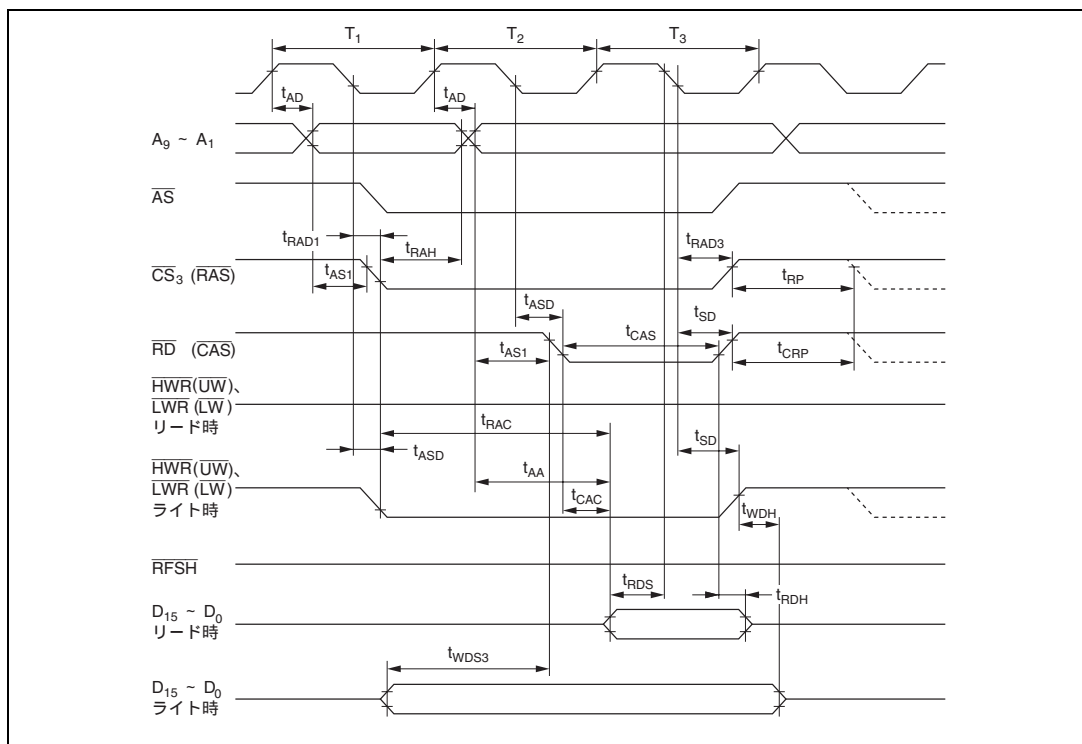 T1 T2 T3
tAD tAD
A9 ~ A1
AS
tRAD1 tRAH tRAD3
CS3 (RAS)
tAS1 tRP
tASD tSD
RD (CAS)
tCAS
tAS1 tCRP
HWR(UW)、
LWR (LW)
リード時
tRAC
tASD tSD
HWR(UW)、
LWR (LW)
ライト時
tAA
tCAC
tWDH
RFSH
tRDS tRDH
D15 ~ D0
リード時
tWDS3
D15 ~ D0
ライト時